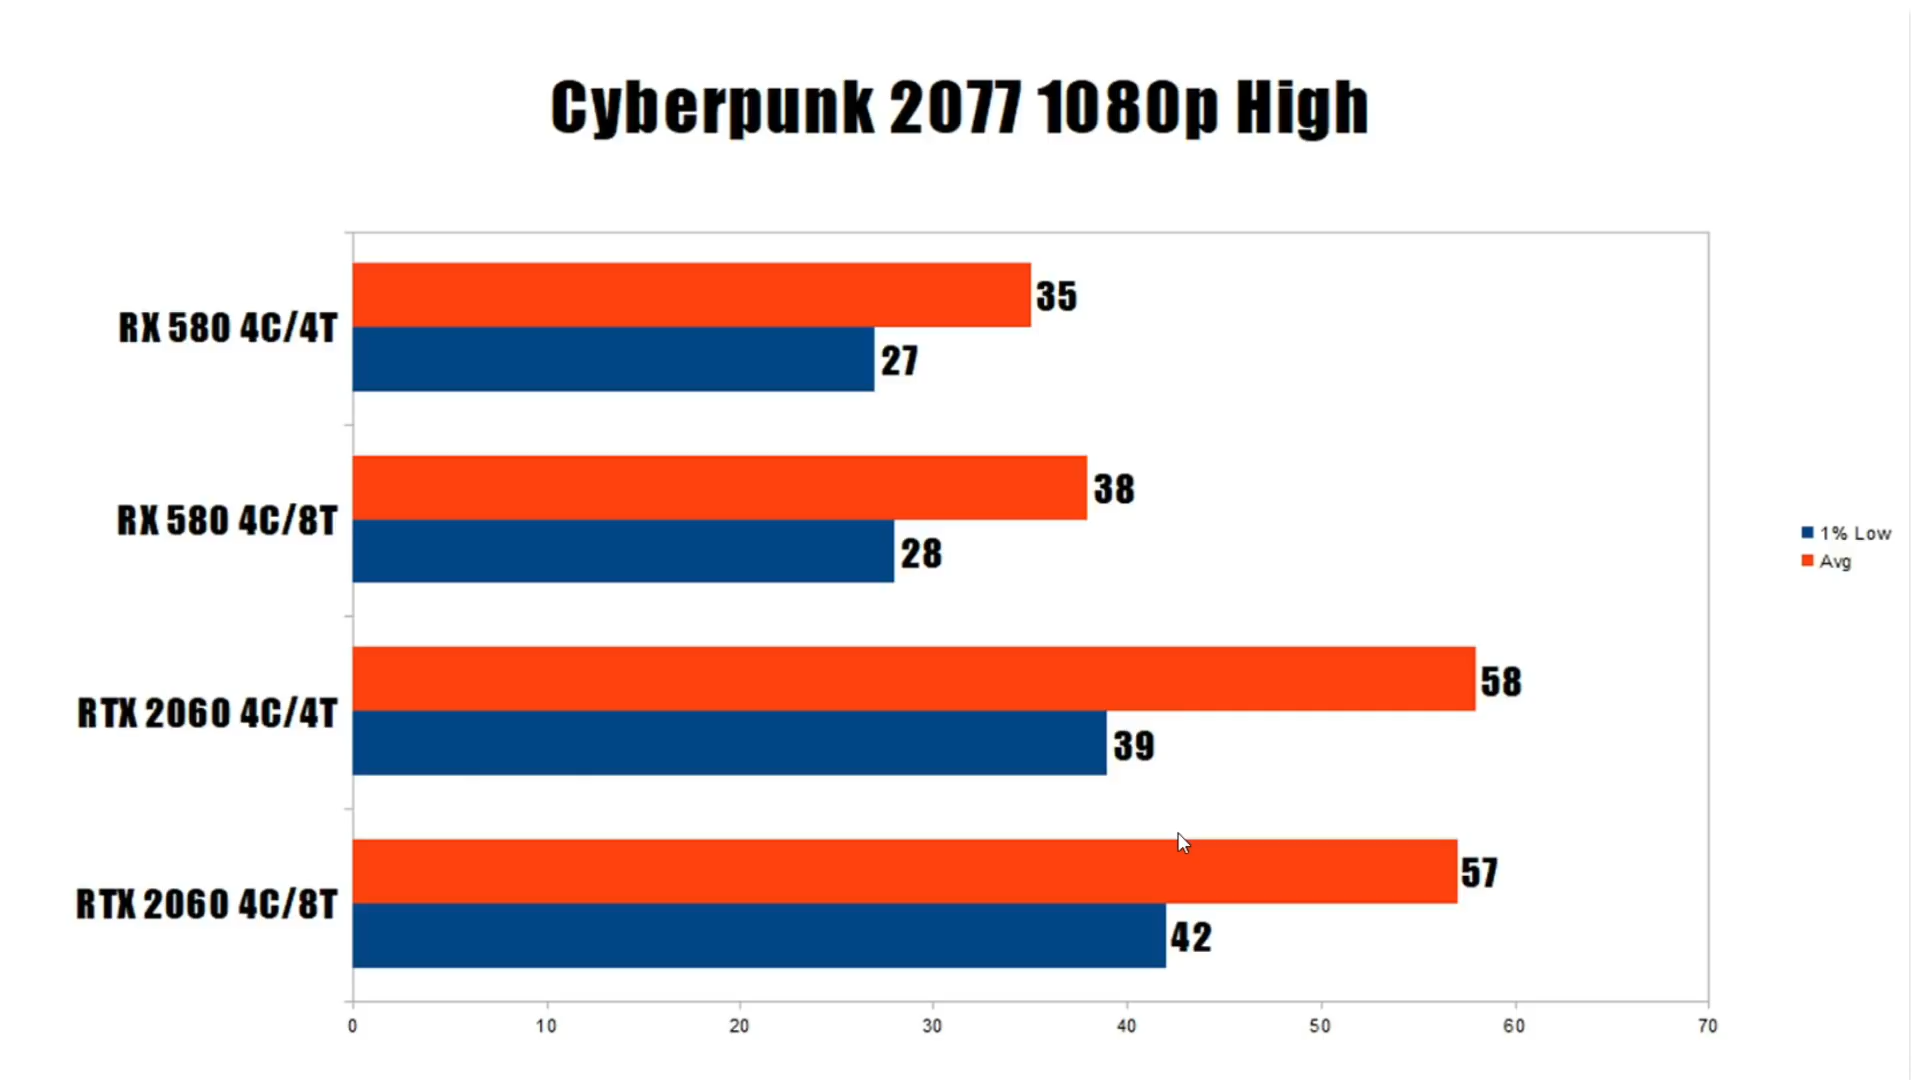 Cyberpunk 2077 1080p High
RX 580 4C/4T
35
27
RX 580 4C/8T
38
28
RTX 2060 4C/4T
58
39
RTX 2060 4C/8T
57
42
0 10 20 30 40 50 60 70
1% Low
Avg